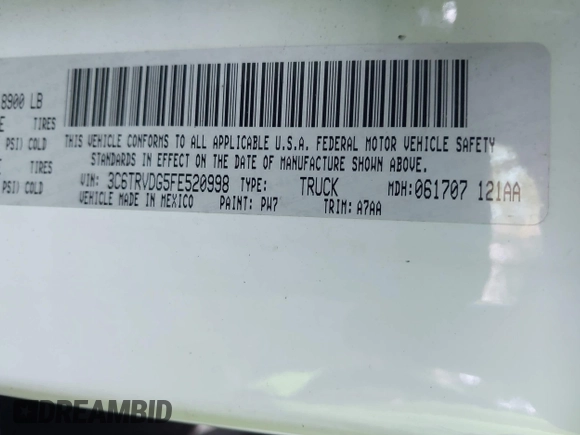 8900 LB
E TIRES
PSI) COLD
E TIRES
PSI) COLD
THIS VEHICLE CONFORMS TO ALL APPLICABLE U.S.A. FEDERAL MOTOR VEHICLE SAFETY
STANDARDS IN EFFECT ON THE DATE OF MANUFACTURE SHOWN ABOVE.
VIN: 3C6TRVDG5FE520998 TYPE: TRUCK MDH: 061707 121AA
VEHICLE MADE IN MEXICO PAINT: PW7 TRIM: A7AA
DREAMBID